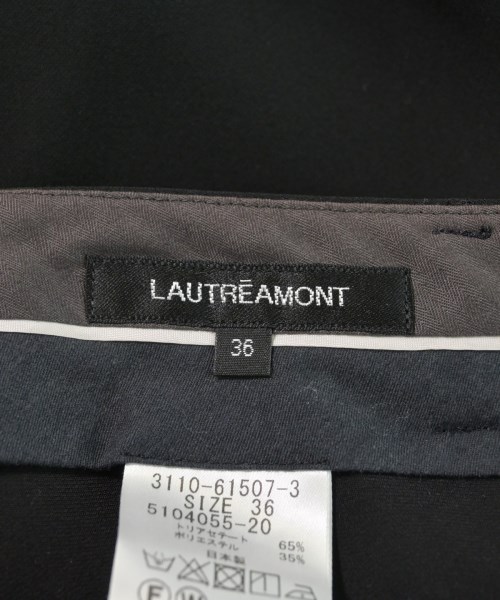 LAUTRĒAMONT
36
3110-61507-3
SIZE 36
5104055-20
トリアセテート 65%
ポリエステル 35%
日本製
F W